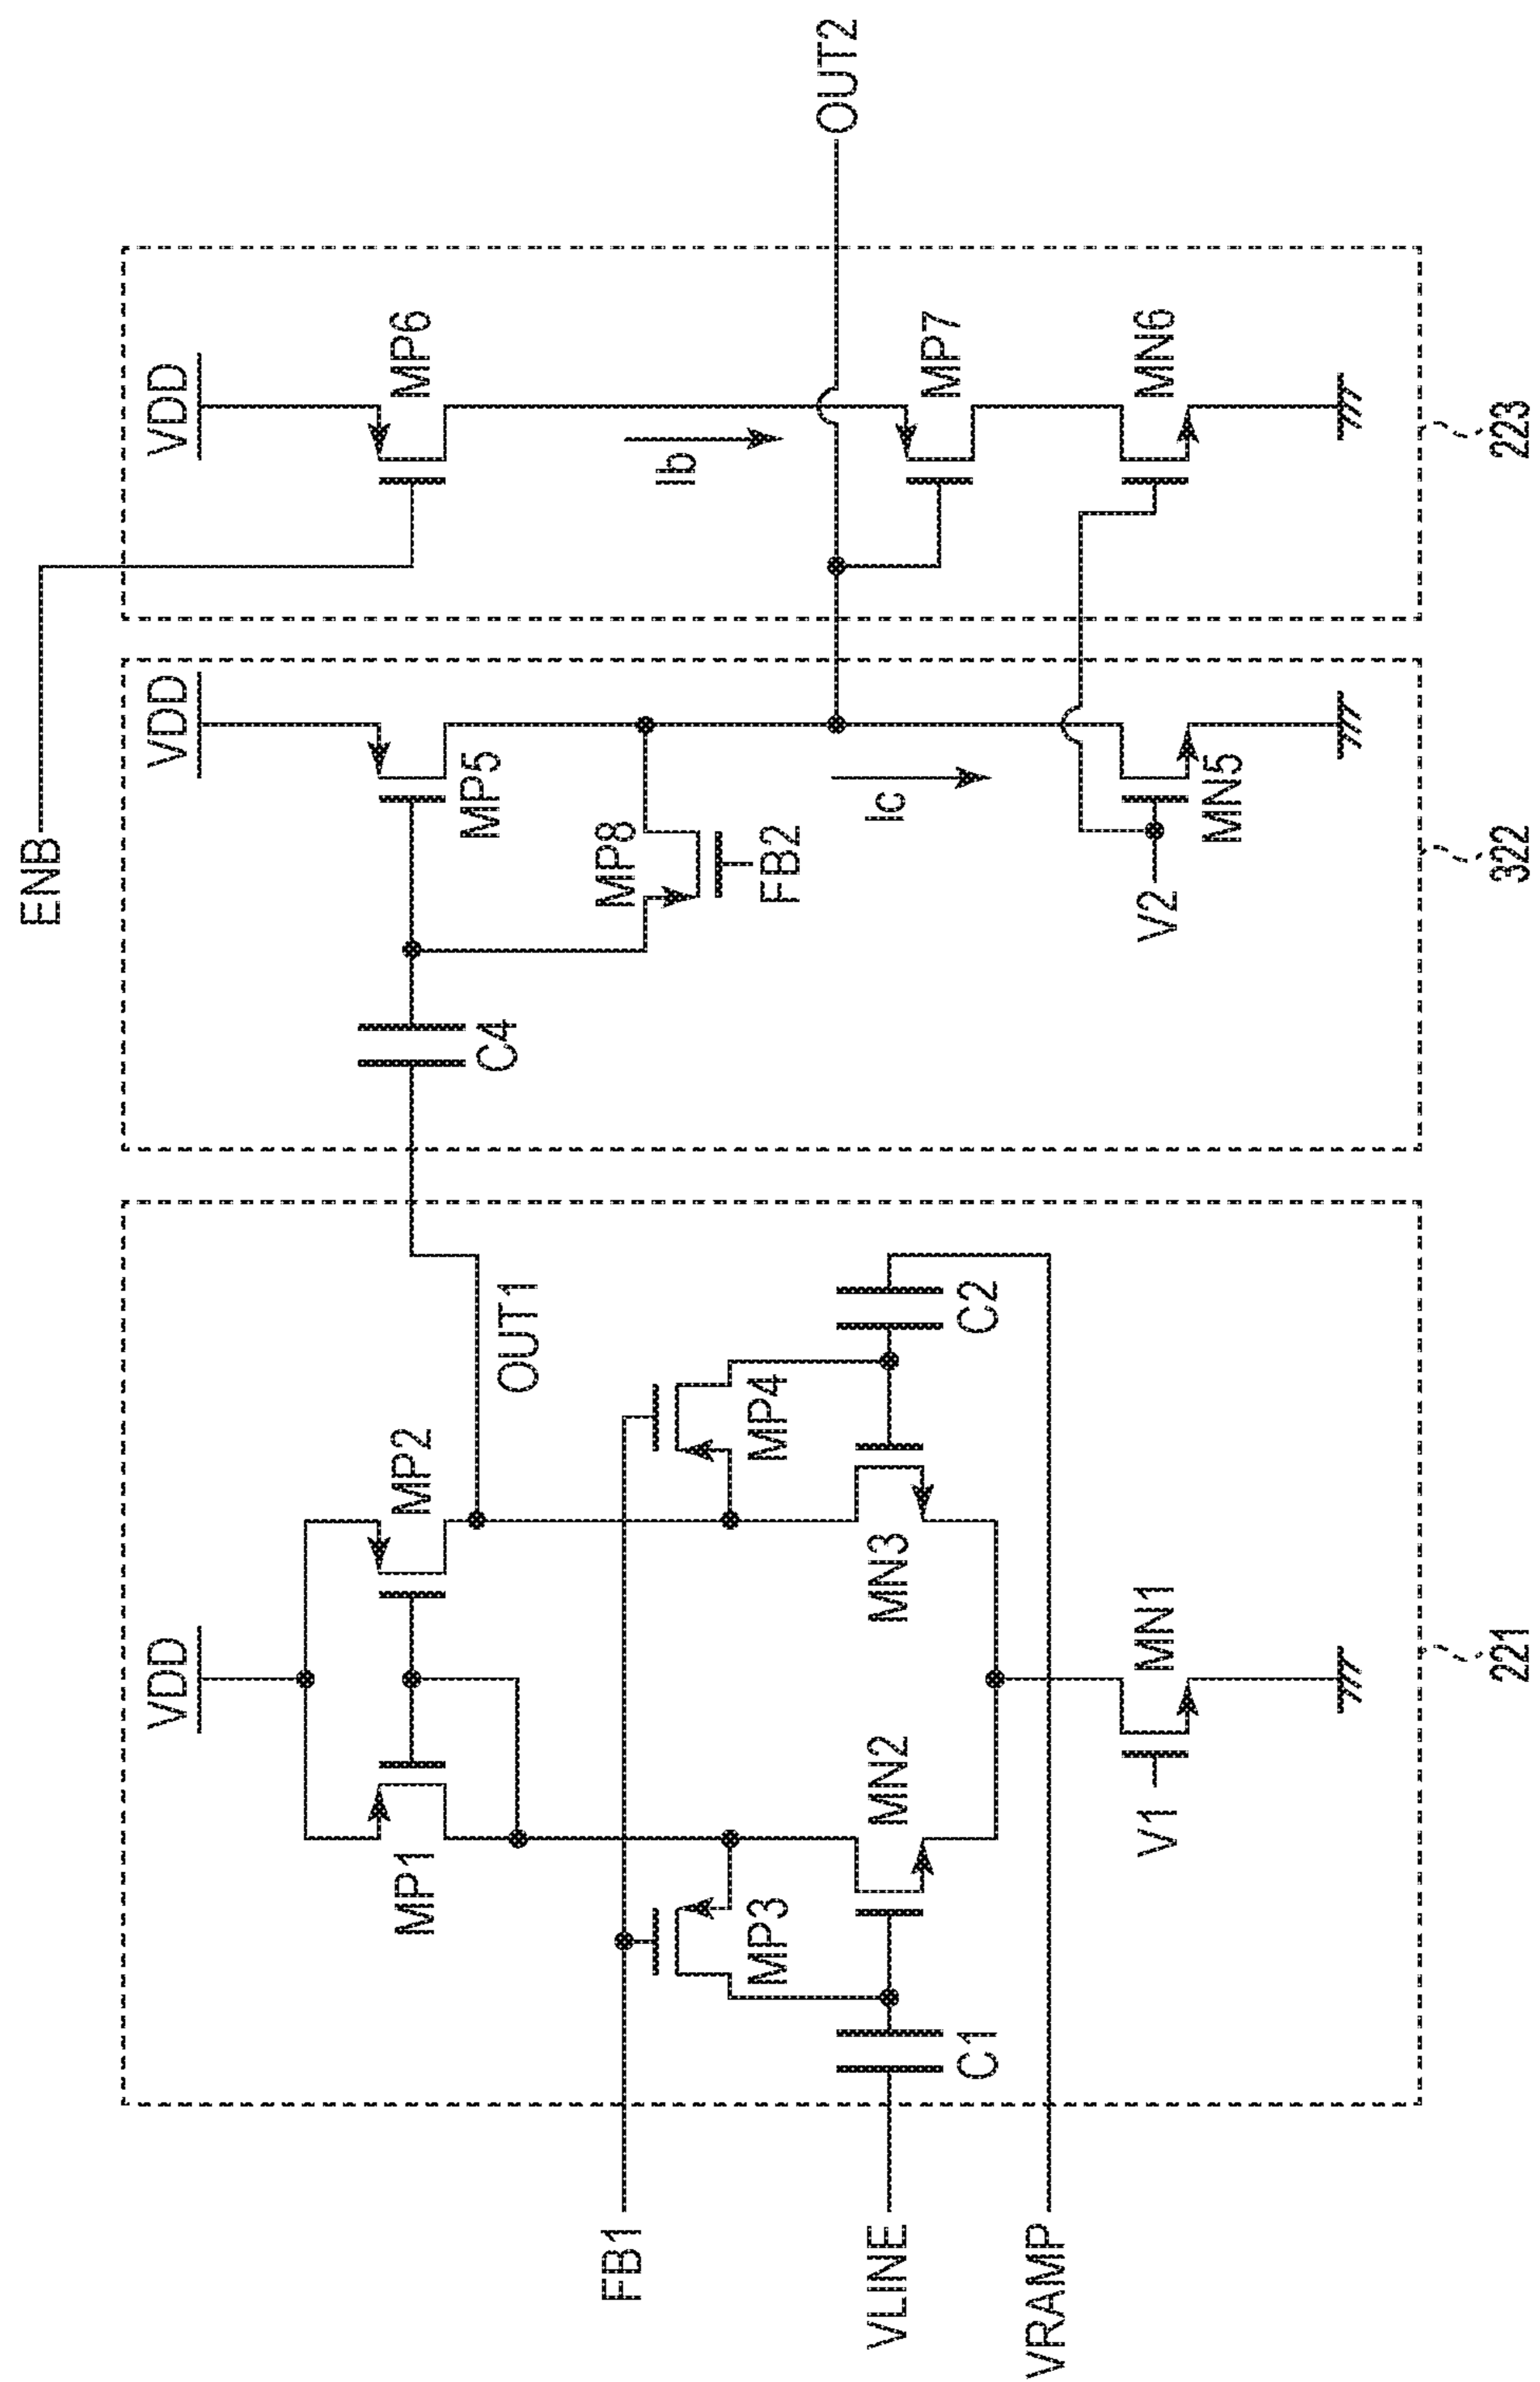 ENB
VDD
VDD
VDD
MP1
MP2
MP5
MP6
C4
OUT1
FB1
MP3
MP4
MP8
FB2
Ib
OUT2
VLINE
C1
MN2
MN3
C2
Ic
MP7
VRAMP
V1
MN1
V2
MN5
MN6
221
322
223